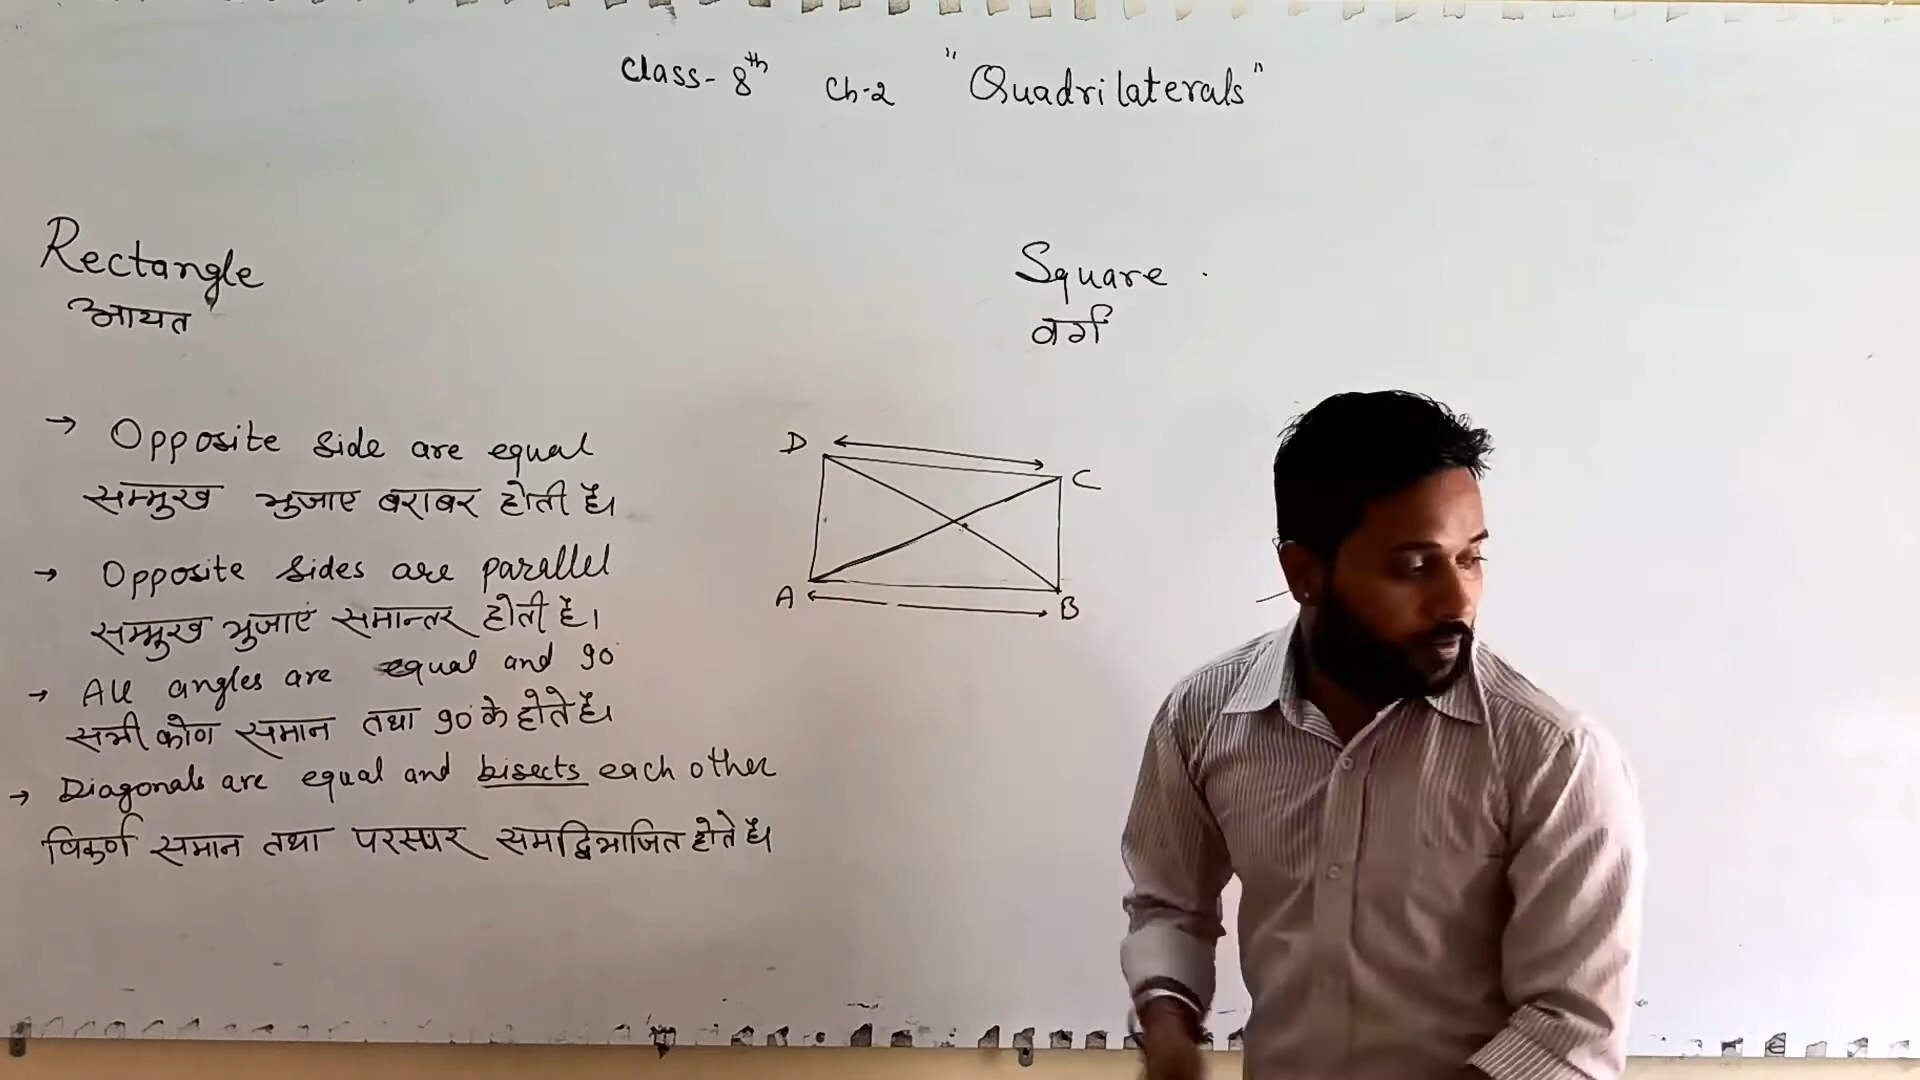 Class-8th Ch-2 "Quadrilaterals"
Rectangle
आयत
Square
वर्ग
→ Opposite side are equal
सम्मुख भुजाए बराबर होती हैं।
→ Opposite sides are parallel
सम्मुख भुजाएं समान्तर होती हैं।
→ All angles are equal and 90°
सभी कोण समान तथा 90° के होते हैं।
→ Diagonals are equal and bisects each other
विकर्ण समान तथा परस्पर समद्विभाजित होते हैं।
D
C
A
B